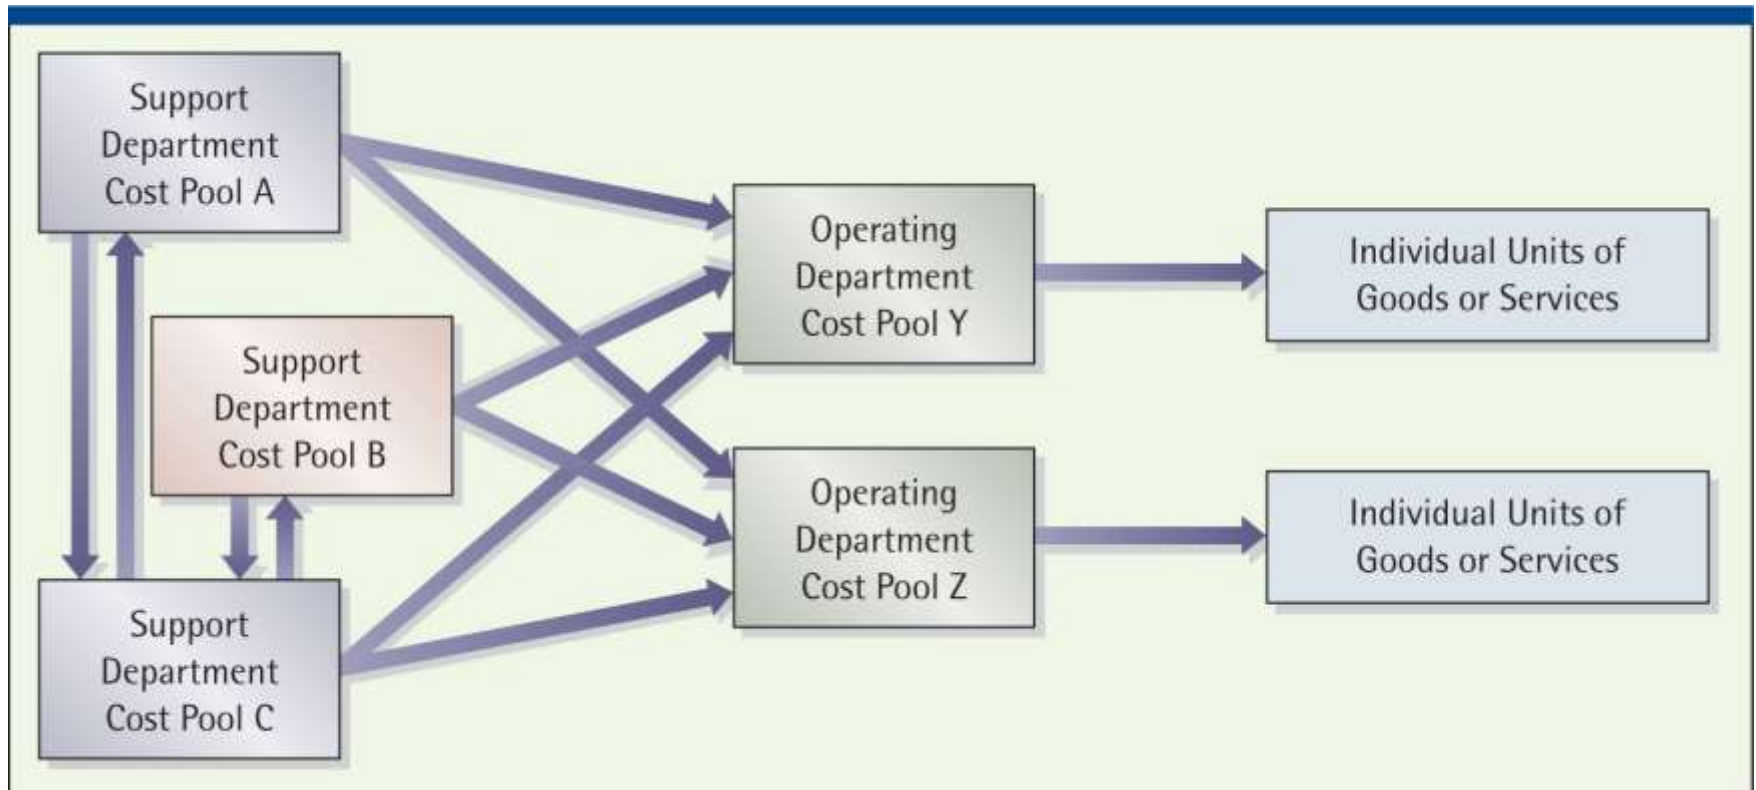 Support
Department
Cost Pool A
Support
Department
Cost Pool B
Support
Department
Cost Pool C
Operating
Department
Cost Pool Y
Operating
Department
Cost Pool Z
Individual Units of
Goods or Services
Individual Units of
Goods or Services